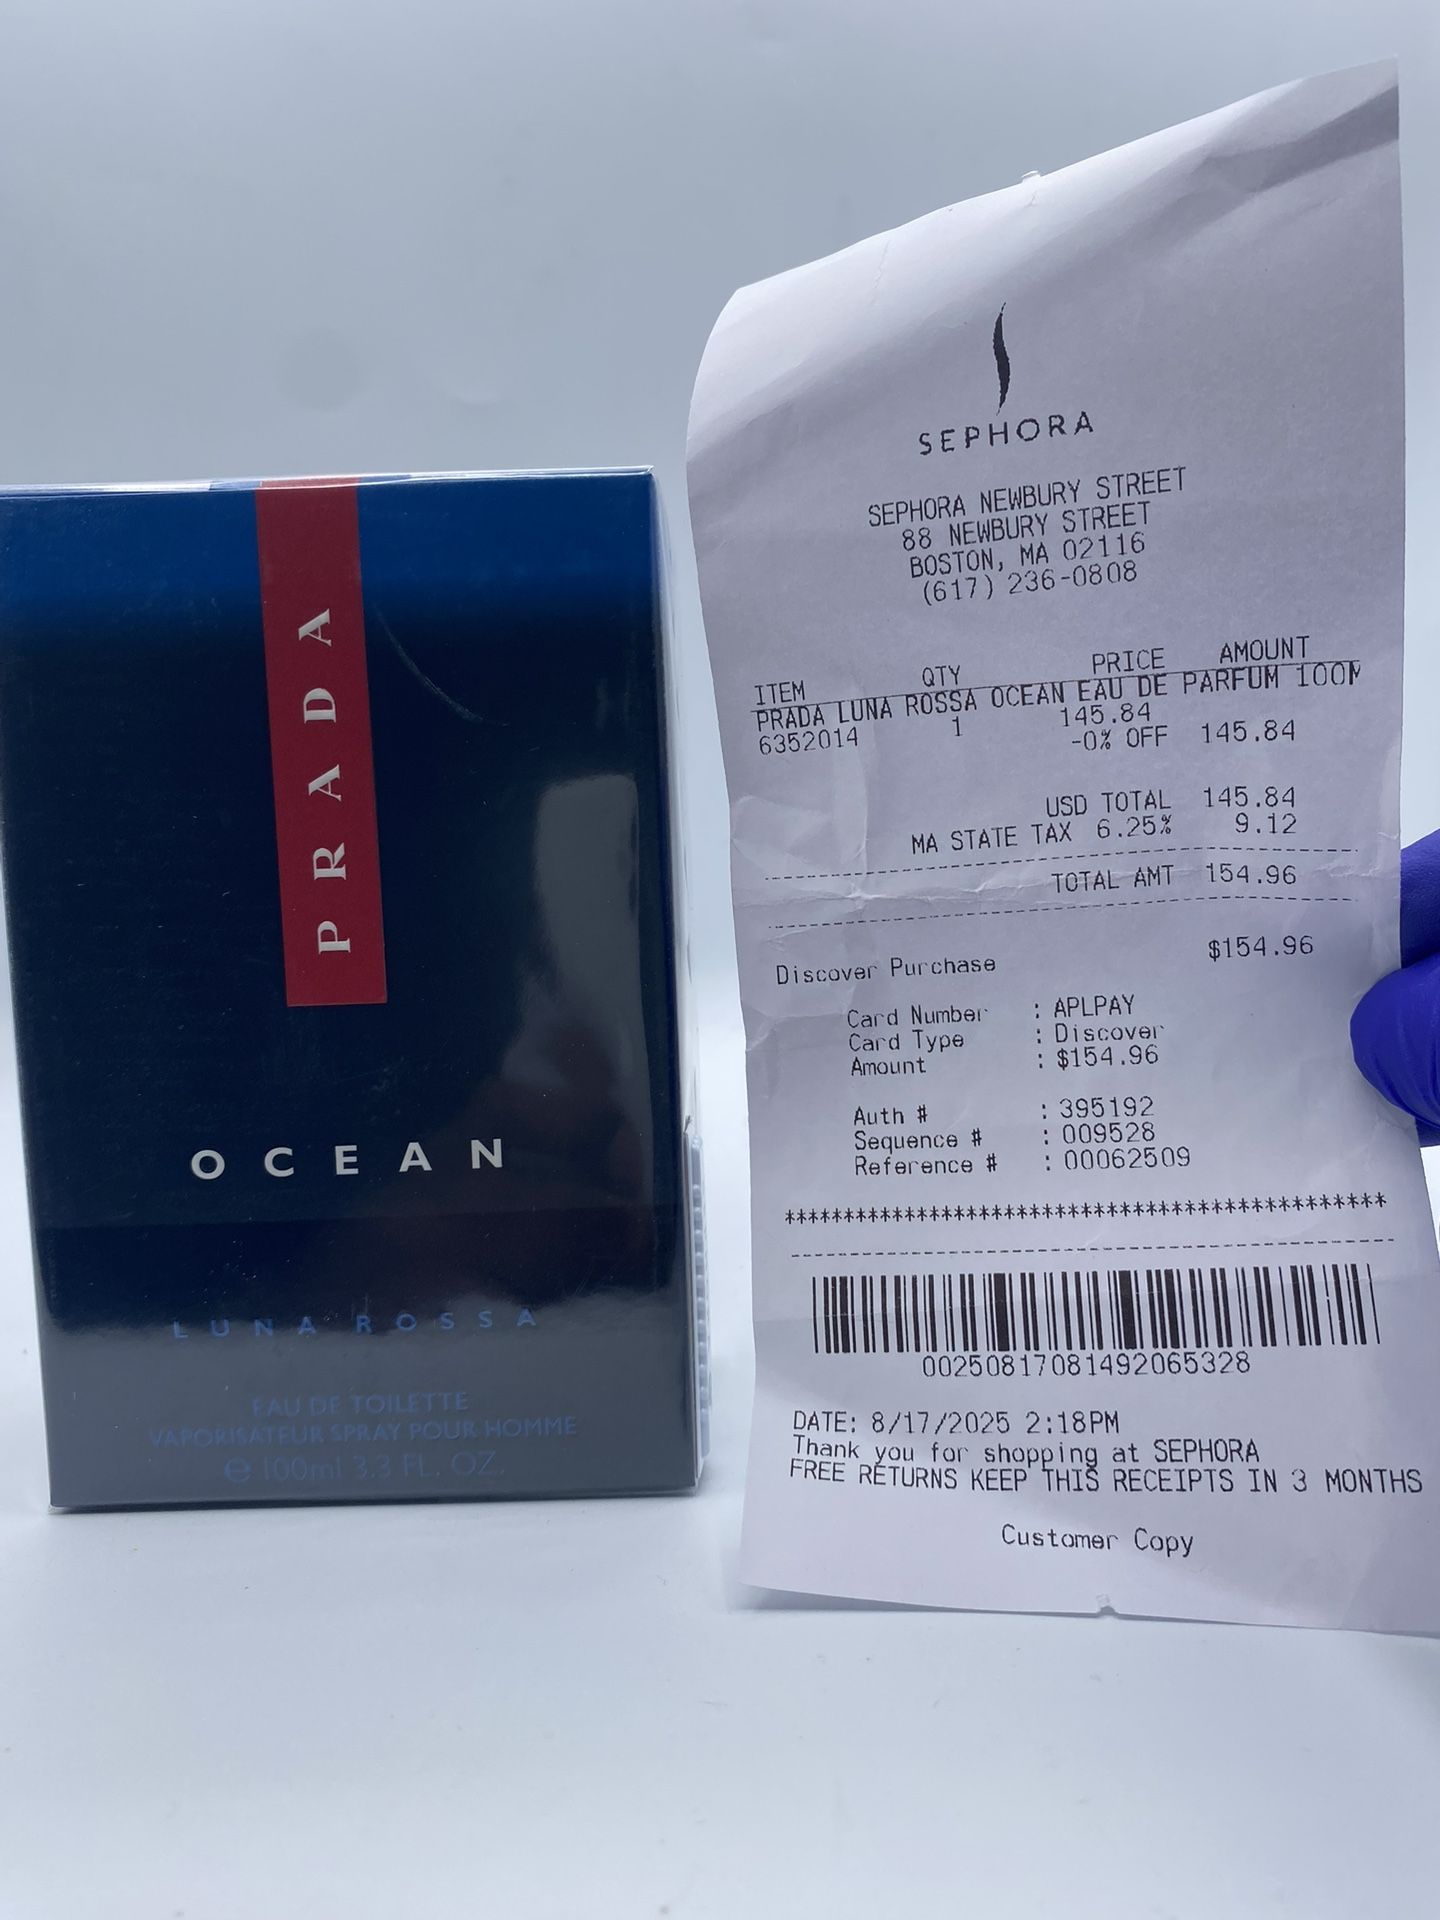 PRADA
OCEAN
LUNA ROSSA
EAU DE TOILETTE
VAPORISATEUR SPRAY POUR HOMME
e 100ml 3.3 FL. OZ.
SEPHORA
SEPHORA NEWBURY STREET
88 NEWBURY STREET
BOSTON, MA 02116
(617) 236-0808
ITEM QTY PRICE AMOUNT
PRADA LUNA ROSSA OCEAN EAU DE PARFUM 100M
6352014 1 145.84
-0% OFF 145.84
USD TOTAL 145.84
MA STATE TAX 6.25% 9.12
TOTAL AMT 154.96
Discover Purchase $154.96
Card Number : APLPAY
Card Type : Discover
Amount : $154.96
Auth # : 395192
Sequence # : 009528
Reference # : 00062509
***************************************************
00250817081492065328
DATE: 8/17/2025 2:18PM
Thank you for shopping at SEPHORA
FREE RETURNS KEEP THIS RECEIPTS IN 3 MONTHS
Customer Copy